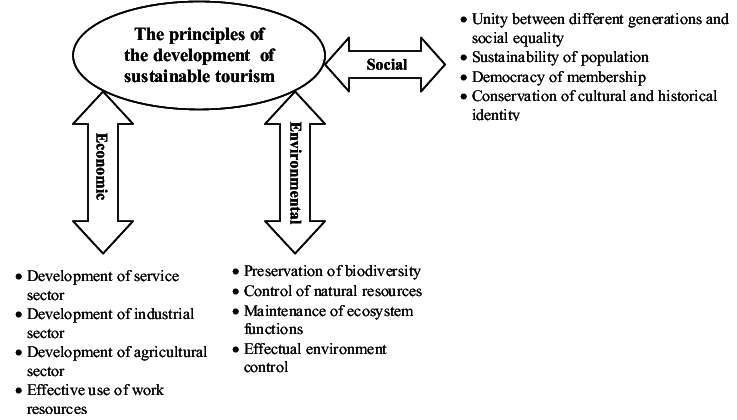 The principles of
the development of
sustainable tourism
Social
• Unity between different generations and
social equality
• Sustainability of population
• Democracy of membership
• Conservation of cultural and historical
identity
Economic
Environmental
• Development of service
sector
• Development of industrial
sector
• Development of agricultural
sector
• Effective use of work
resources
• Preservation of biodiversity
• Control of natural resources
• Maintenance of ecosystem
functions
• Effectual environment
control